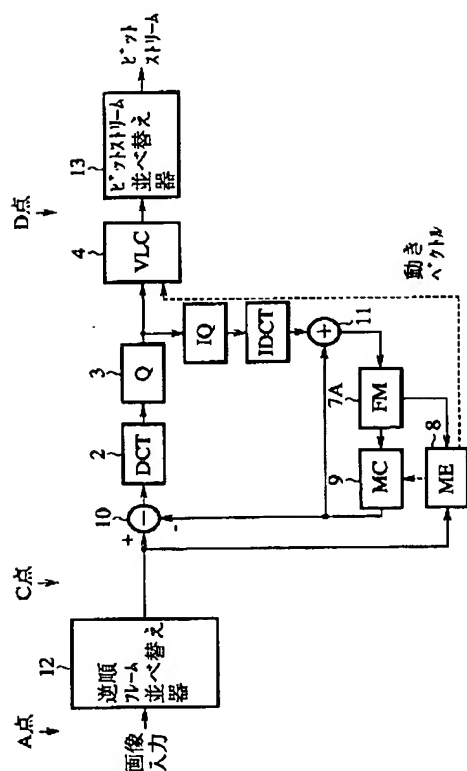 A点
C点
D点
画像
入力
12
逆順
フレーム
並べ替え
器
10
+
-
−
2
DCT
3
Q
4
VLC
13
ビットストリーム
並べ替え
器
ビット
ストリーム
IQ
IDCT
+
11
7A
FM
9
MC
8
ME
動き
ベクトル